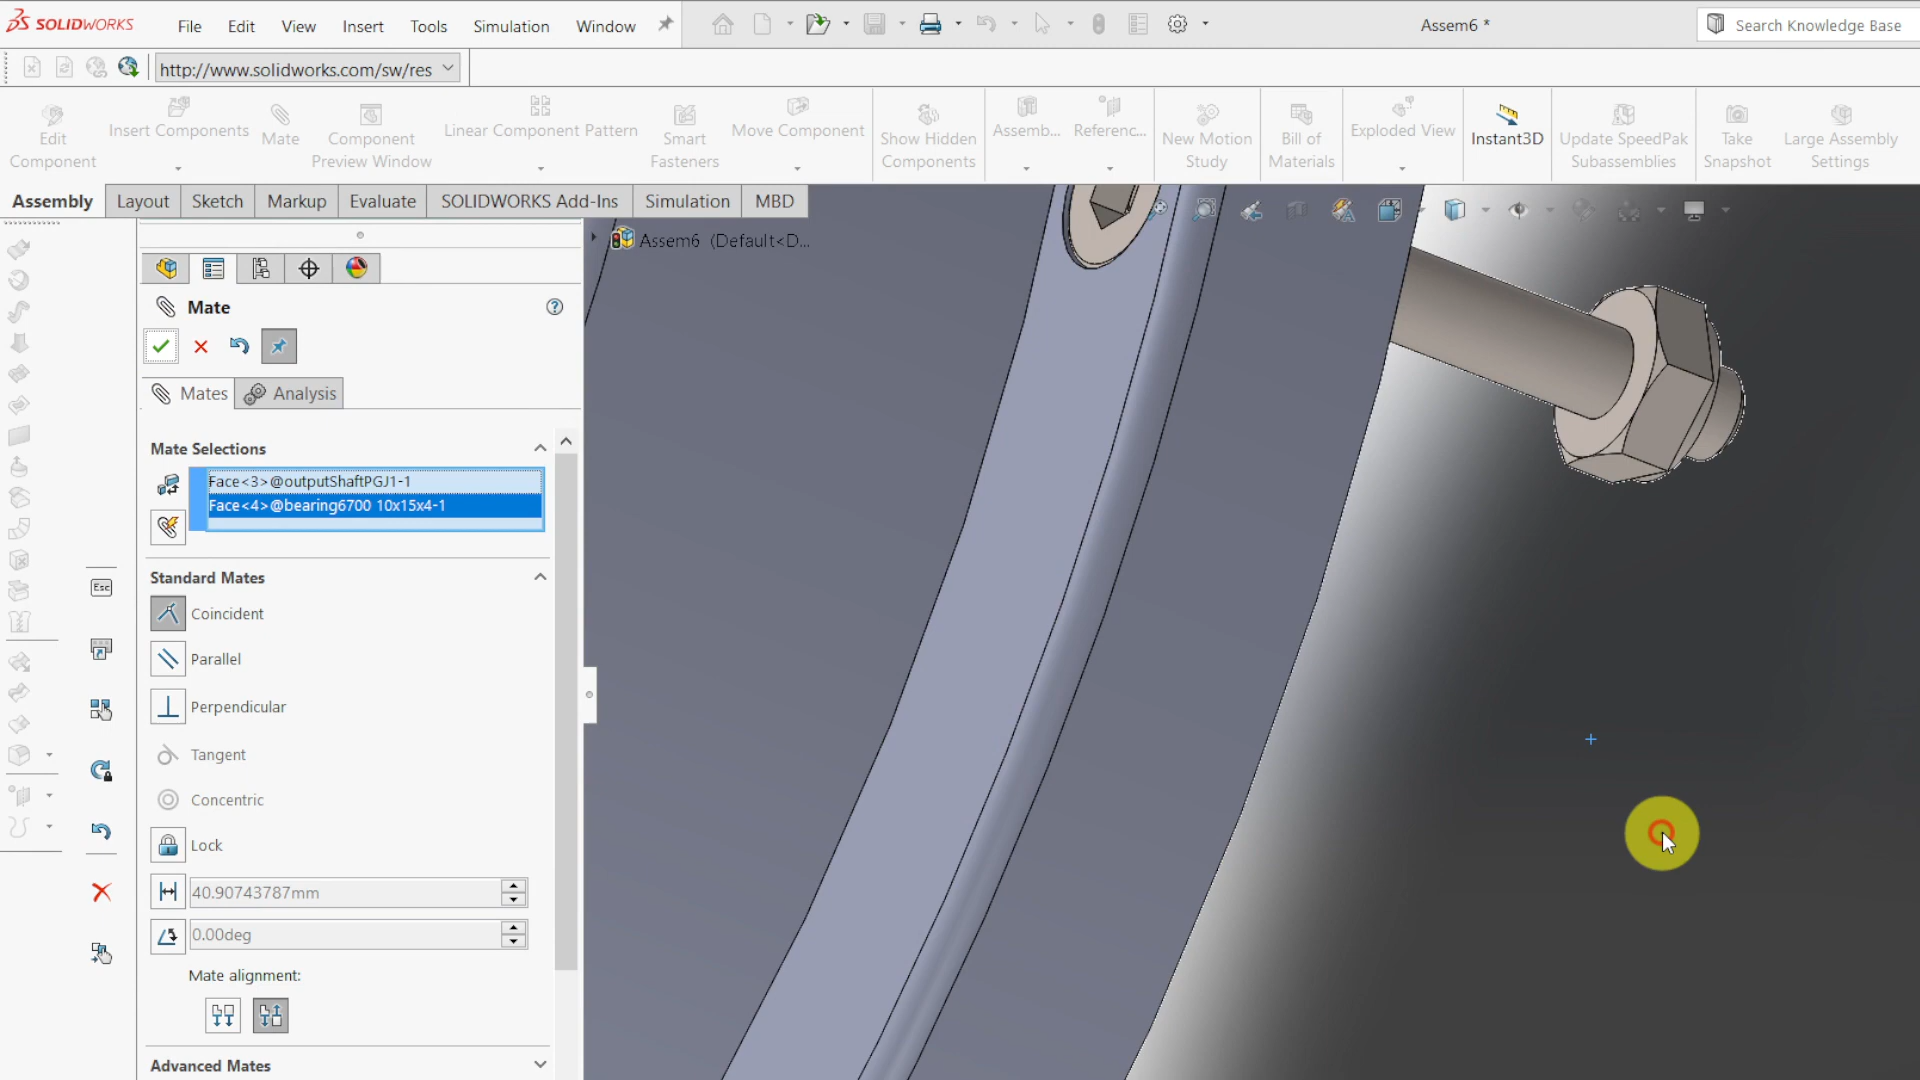 SOLIDWORKS File Edit View Insert Tools Simulation Window Assem6 * Search Knowledge Base
http://www.solidworks.com/sw/res
Edit Component
Insert Components
Mate
Component Preview Window
Linear Component Pattern
Smart Fasteners
Move Component
Show Hidden Components
Assemb...
Referenc...
New Motion Study
Bill of Materials
Exploded View
Instant3D
Update SpeedPak Subassemblies
Take Snapshot
Large Assembly Settings
Assembly Layout Sketch Markup Evaluate SOLIDWORKS Add-Ins Simulation MBD
Assem6 (Default<D...
Mate
Mates Analysis
Mate Selections
Face<3>@outputShaftPGJ1-1
Face<4>@bearing6700 10x15x4-1
Standard Mates
Coincident
Parallel
Perpendicular
Tangent
Concentric
Lock
40.90743787mm
0.00deg
Mate alignment:
Advanced Mates
Esc